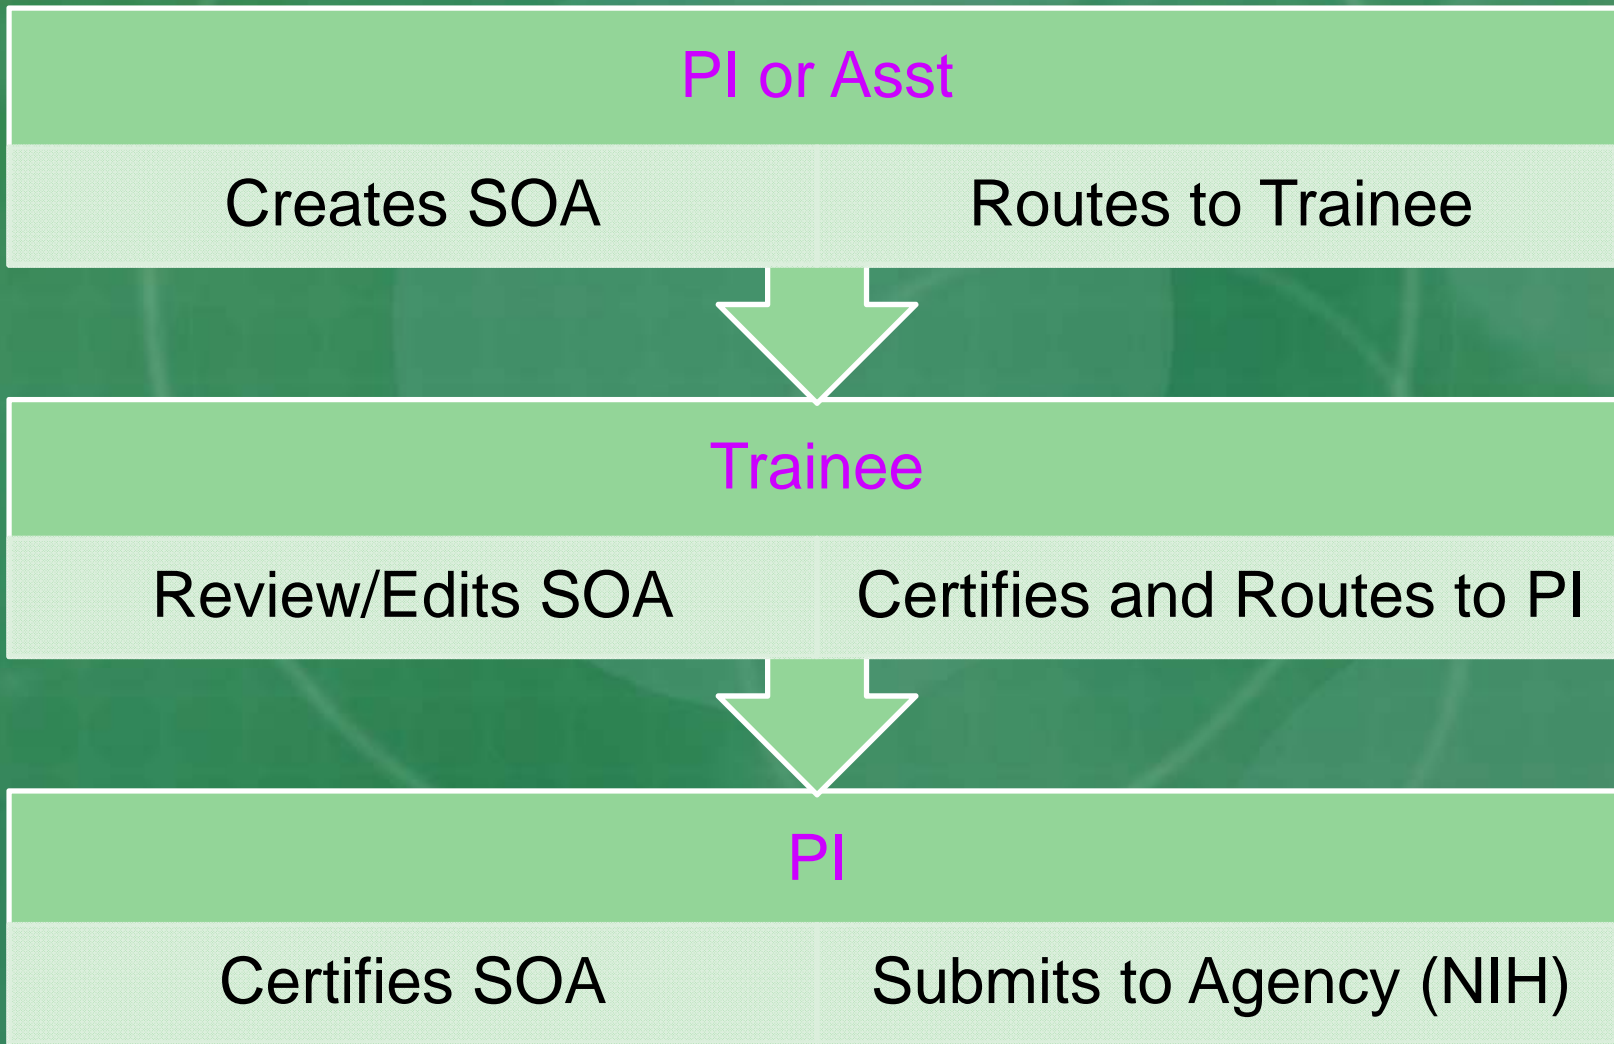 PI or Asst
Creates SOA
Routes to Trainee
Trainee
Review/Edits SOA
Certifies and Routes to PI
PI
Certifies SOA
Submits to Agency (NIH)